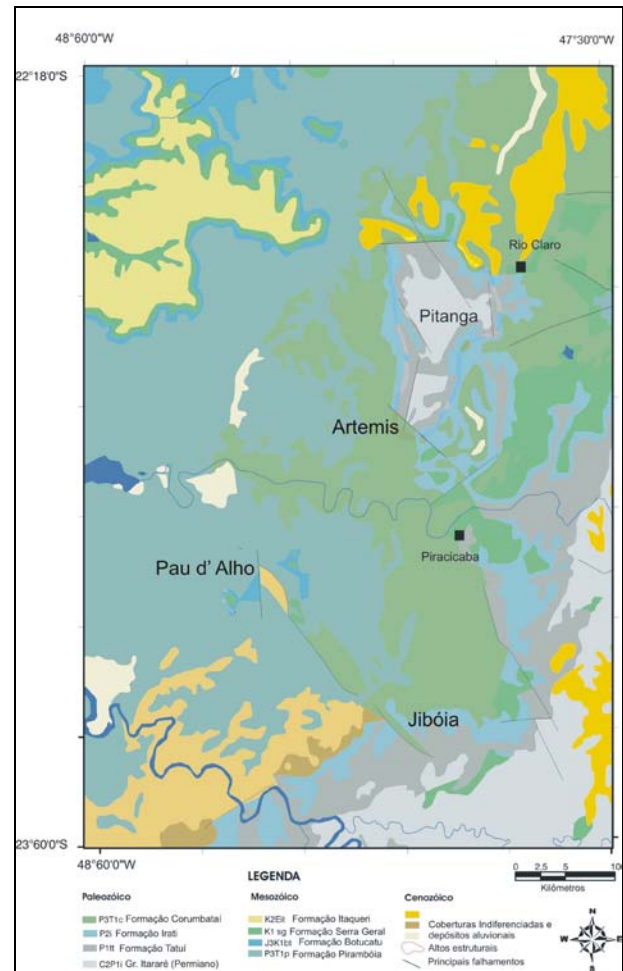 48°60'0"W
47°30'0"W
22°18'0"S
Rio Claro
Pitanga
Artemis
Piracicaba
Pau d' Alho
Jibóia
23°60'0"S
48°60'0"W
LEGENDA
0 2.5 5 100
Kilômetros
Paleozóico
P3T1c Formação Corumbataí
P2i Formação Irati
P1tt Formação Tatuí
C2P1i Gr. Itararé (Permiano)
Mesozóico
K2Eit Formação Itaqueri
K1 sg Formação Serra Geral
J3K1bt Formação Botucatu
P3T1p Formação Pirambóia
Cenozóico
Coberturas Indiferenciadas e
depósitos aluvionais
Altos estruturais
Principais falhamentos
N
W E
S